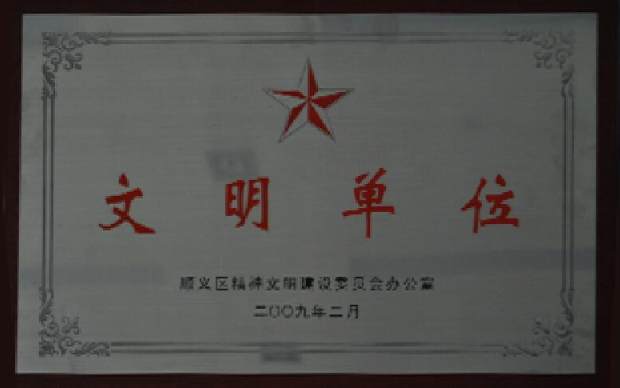 文明单位
顺义区精神文明建设委员会办公室
二〇〇九年二月